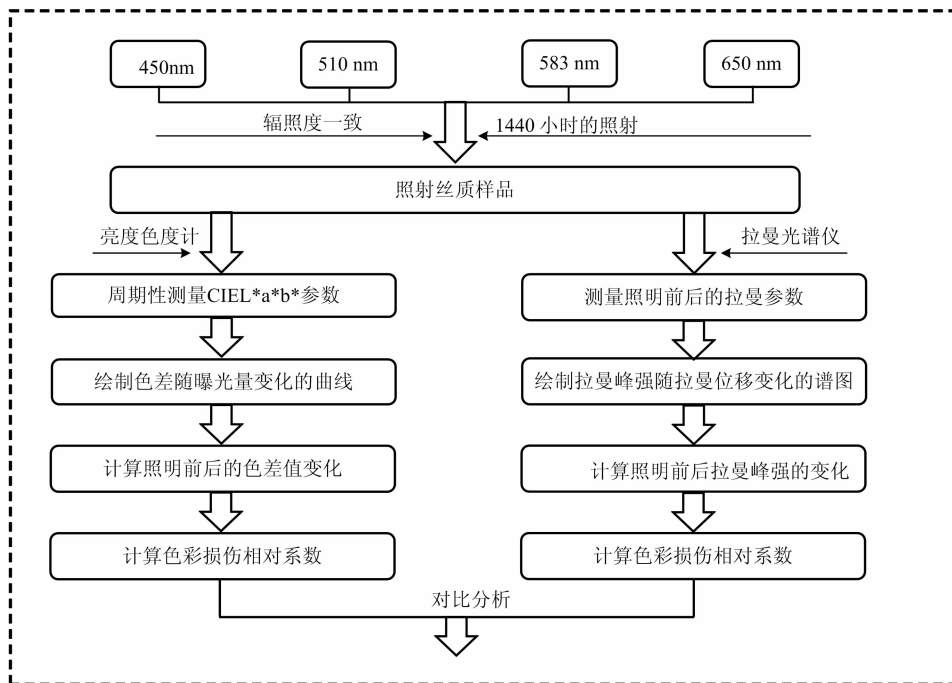 450nm
510 nm
583 nm
650 nm
辐照度一致
1440 小时的照射
照射丝质样品
亮度色度计
拉曼光谱仪
周期性测量CIEL*a*b*参数
测量照明前后的拉曼参数
绘制色差随曝光量变化的曲线
绘制拉曼峰强随拉曼位移变化的谱图
计算照明前后的色差值变化
计算照明前后拉曼峰强的变化
计算色彩损伤相对系数
计算色彩损伤相对系数
对比分析